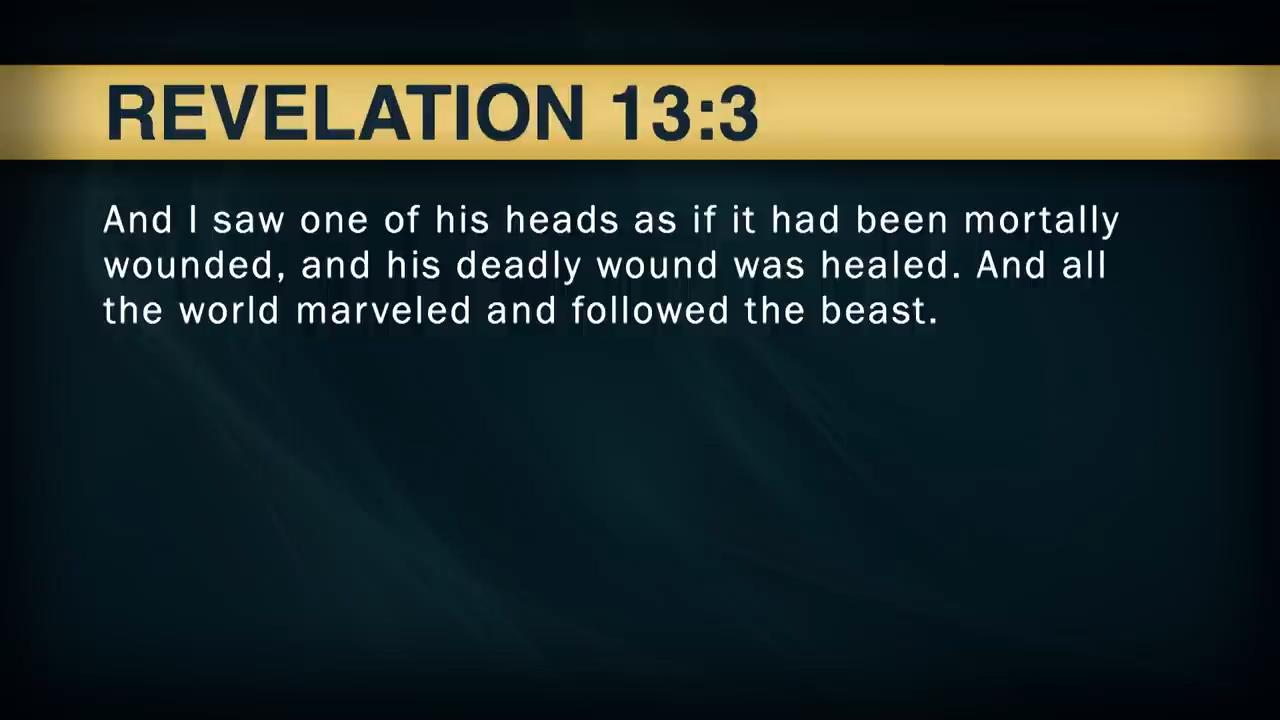 REVELATION 13:3
And I saw one of his heads as if it had been mortally
wounded, and his deadly wound was healed. And all
the world marveled and followed the beast.